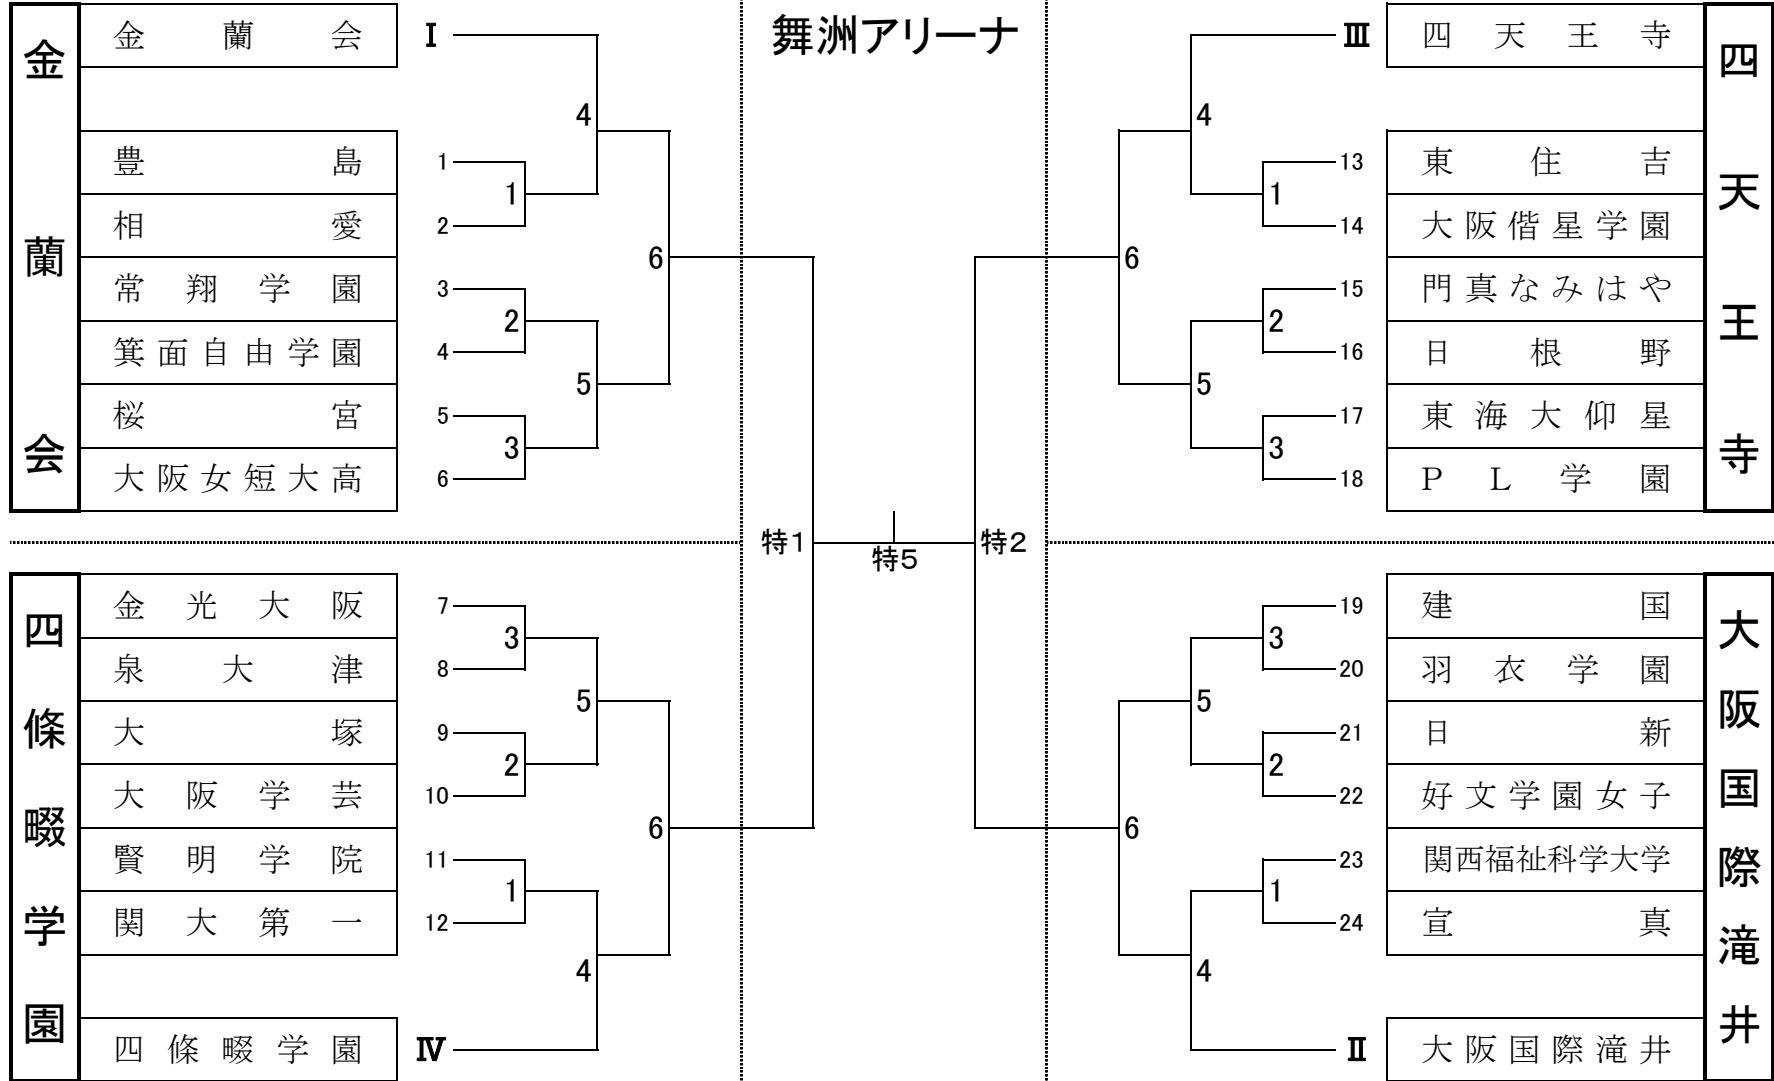 舞洲アリーナ
金蘭会
金蘭会 Ⅰ
豊島 1
相愛 2
常翔学園 3
箕面自由学園 4
桜宮 5
大阪女短大高 6
4
1
2
3
5
6
四條畷学園
金光大阪 7
泉大津 8
大塚 9
大阪学芸 10
賢明学院 11
関大第一 12
四條畷学園 Ⅳ
3
5
2
6
1
4
特1
特5
特2
四天王寺
Ⅲ 四天王寺
13 東住吉
14 大阪偕星学園
15 門真なみはや
16 日根野
17 東海大仰星
18 PL学園
4
1
6
2
5
3
大阪国際滝井
19 建国
20 羽衣学園
21 日新
22 好文学園女子
23 関西福祉科学大学
24 宣真
Ⅱ 大阪国際滝井
3
5
2
6
1
4